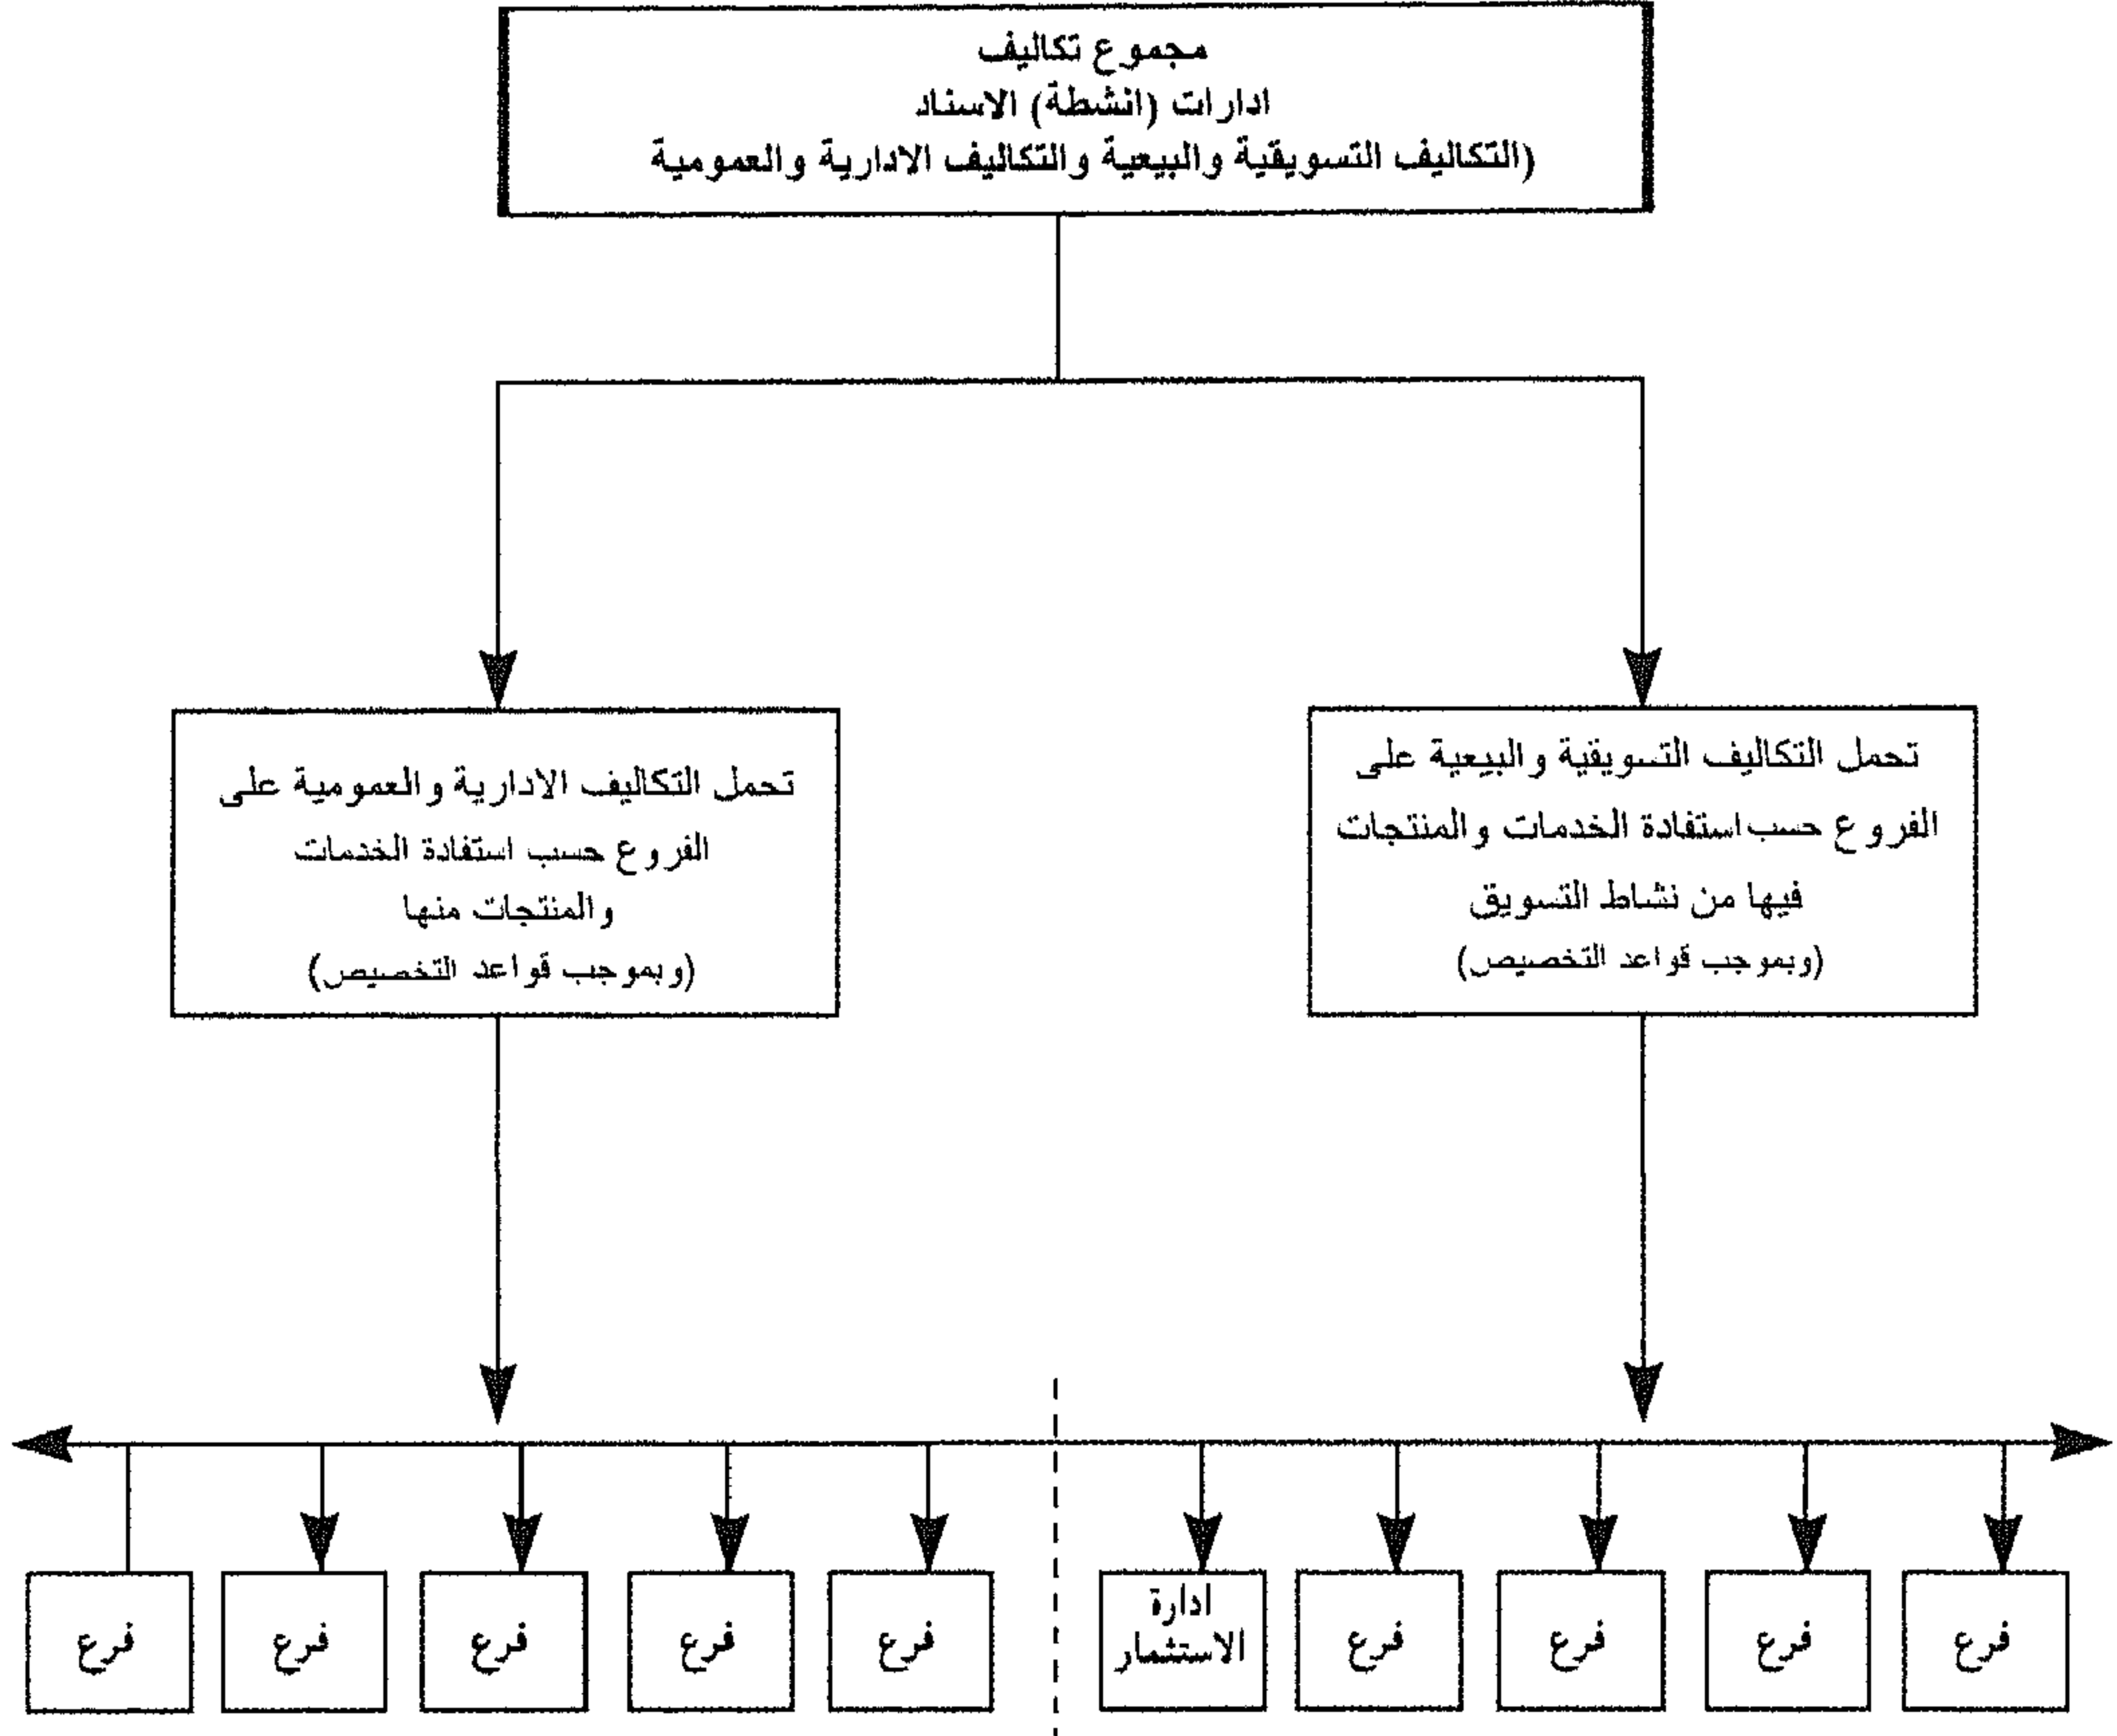 مجموع تكاليف
ادارات (انشطة) الاسناد
(التكاليف التسويقية والبيعية والتكاليف الادارية والعمومية
تحمل التكاليف التسويقية والبيعية على
الفروع حسب استفادة الخدمات والمنتجات
فيها من نشاط التسويق
(وبموجب قواعد التخصيص)
تحمل التكاليف الادارية والعمومية على
الفروع حسب استفادة الخدمات
والمنتجات منها
(وبموجب قواعد التخصيص)
فرع
فرع
فرع
فرع
ادارة
الاستثمار
فرع
فرع
فرع
فرع
فرع